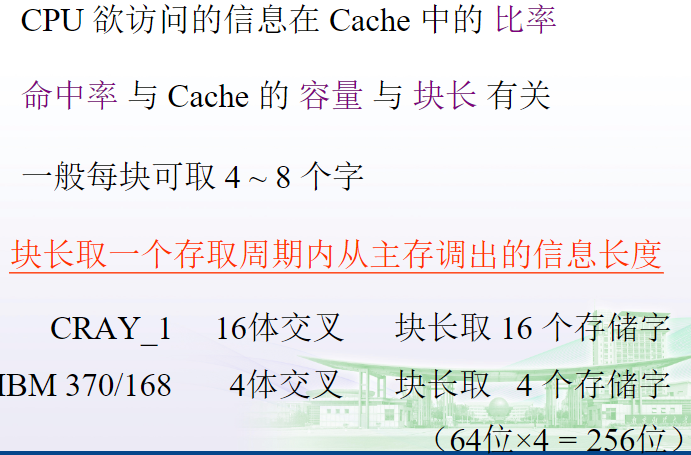 CPU 欲访问的信息在 Cache 中的 比率
命中率 与 Cache 的 容量 与 块长 有关
一般每块可取 4 ~ 8 个字
块长取一个存取周期内从主存调出的信息长度
CRAY_1 16体交叉 块长取 16 个存储字
IBM 370/168 4体交叉 块长取 4 个存储字
（64位×4 = 256位）